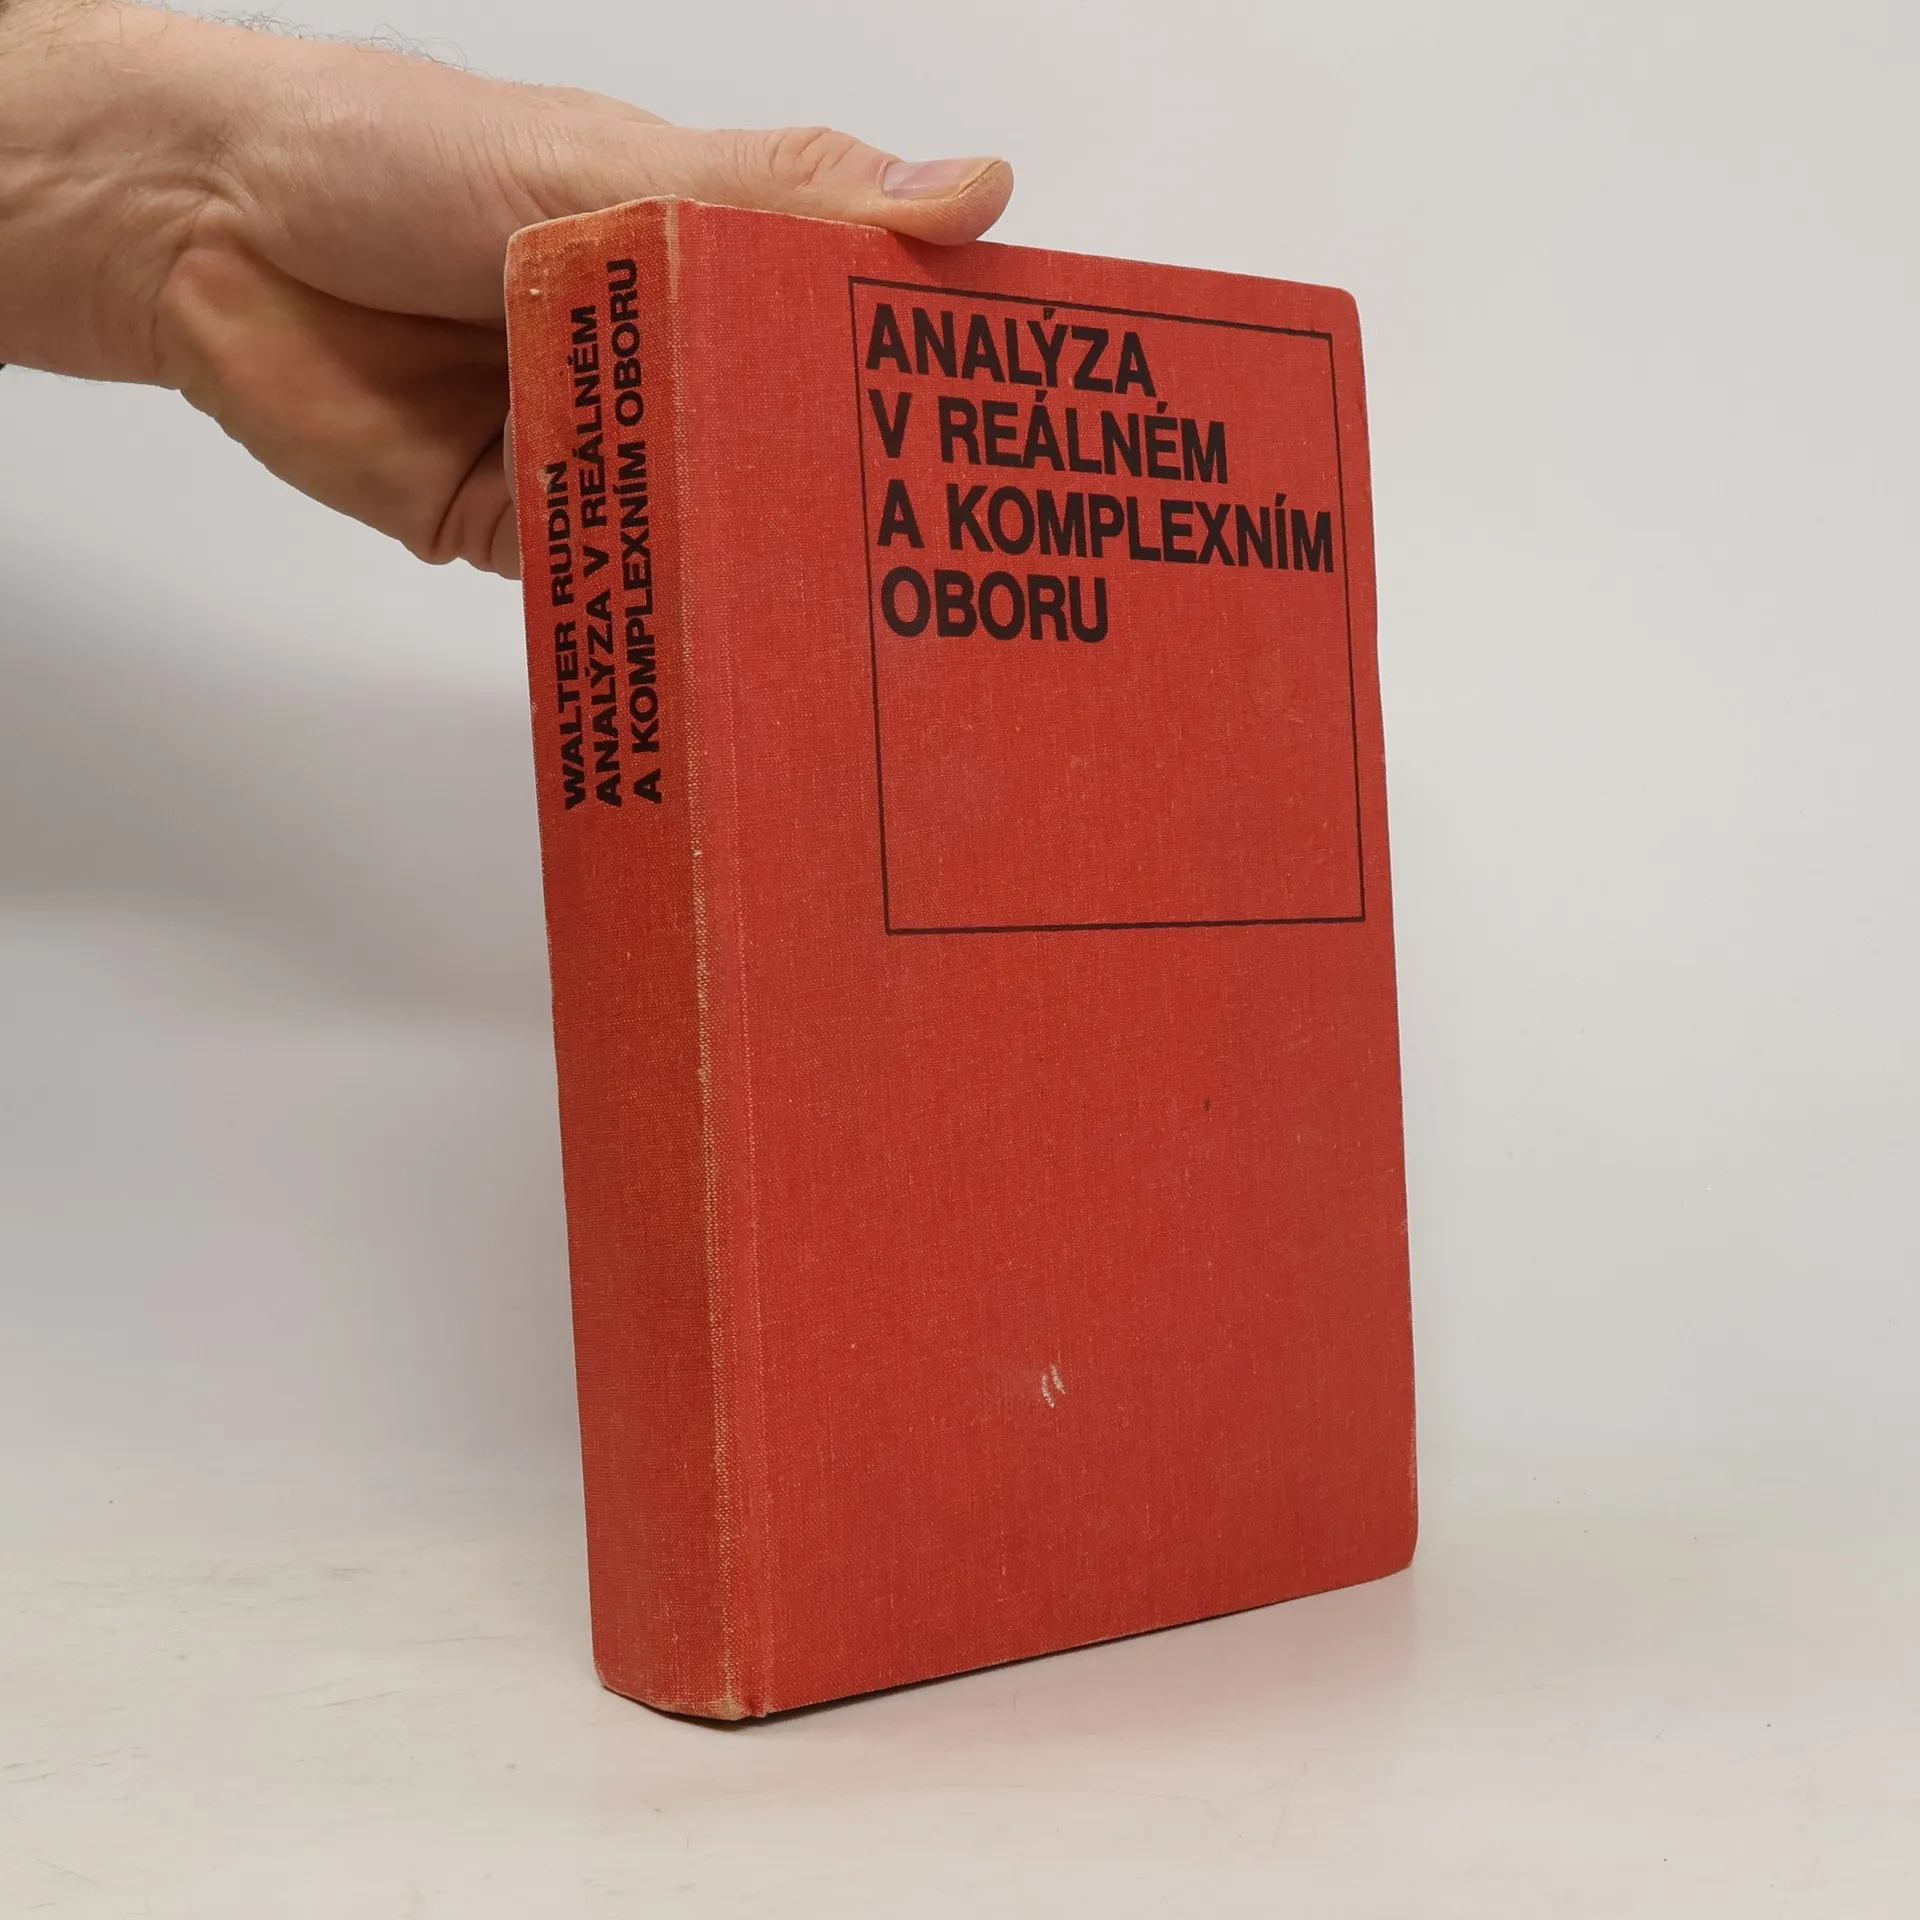 WALTER RUDIN
ANALÝZA V REÁLNÉM
A KOMPLEXNÍM OBORU
ANALÝZA
V REÁLNÉM
A KOMPLEXNÍM
OBORU